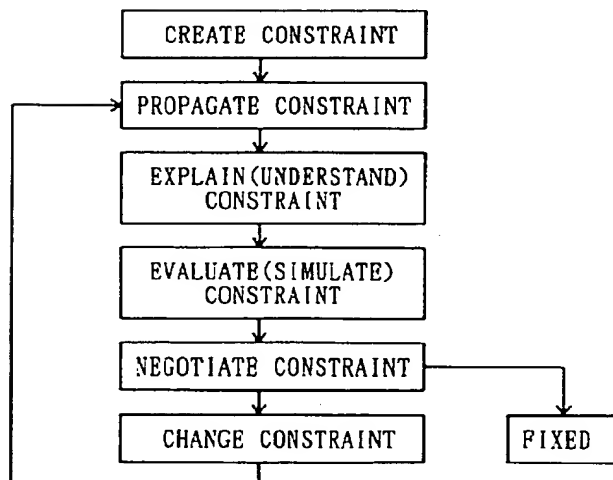 CREATE CONSTRAINT
PROPAGATE CONSTRAINT
EXPLAIN(UNDERSTAND)
CONSTRAINT
EVALUATE(SIMULATE)
CONSTRAINT
NEGOTIATE CONSTRAINT
CHANGE CONSTRAINT
FIXED